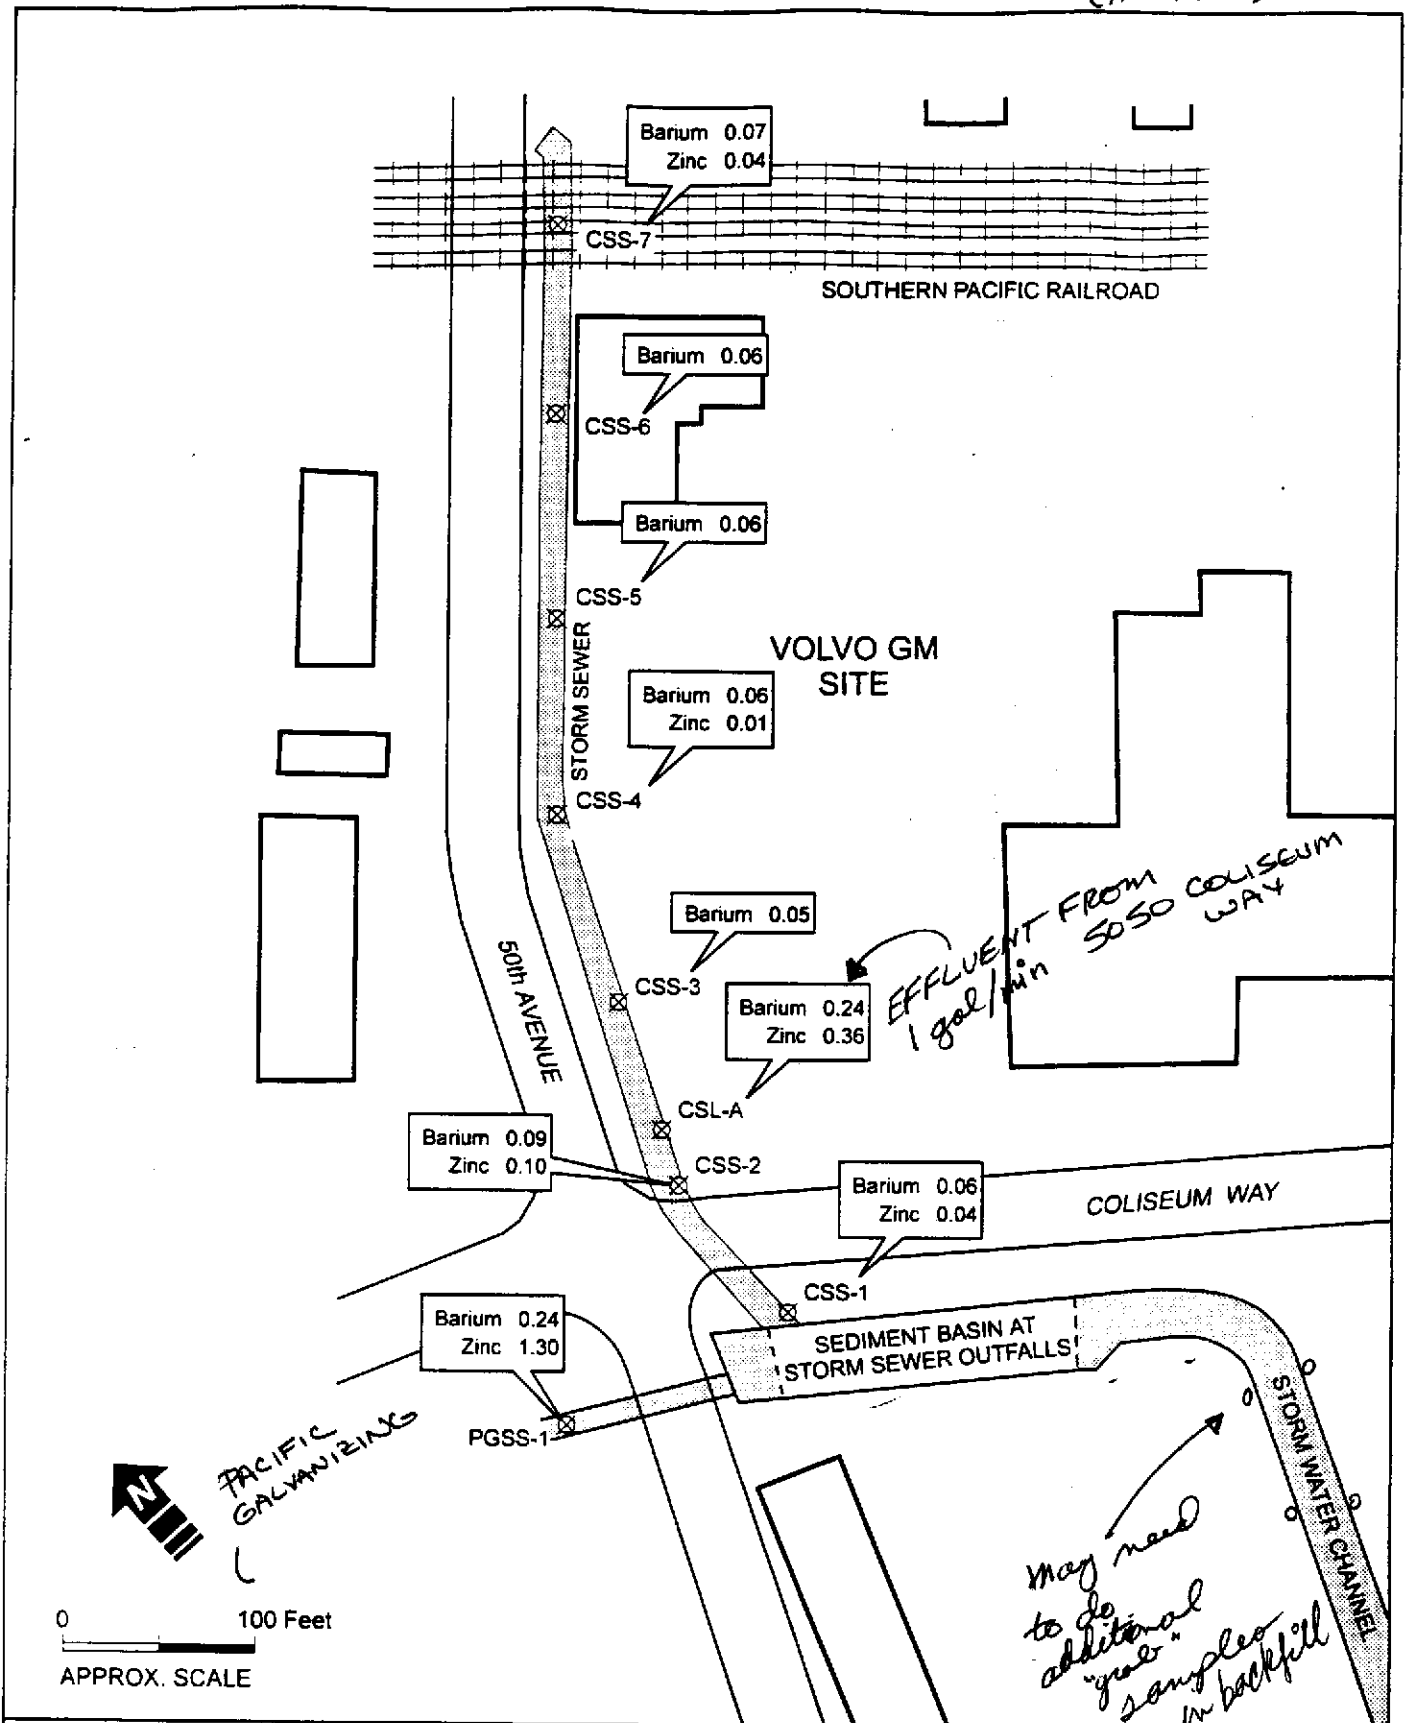 Barium 0.07
Zinc 0.04
CSS-7
SOUTHERN PACIFIC RAILROAD
Barium 0.06
CSS-6
Barium 0.06
CSS-5
STORM SEWER
VOLVO GM
SITE
Barium 0.06
Zinc 0.01
CSS-4
Barium 0.05
CSS-3
50th AVENUE
EFFLUENT FROM
5050 COLISEUM
WAY
1 gal/min
Barium 0.24
Zinc 0.36
CSL-A
Barium 0.09
Zinc 0.10
CSS-2
Barium 0.06
Zinc 0.04
COLISEUM WAY
CSS-1
Barium 0.24
Zinc 1.30
SEDIMENT BASIN AT
STORM SEWER OUTFALLS
PGSS-1
STORM WATER CHANNEL
PACIFIC
GALVANIZING
N
May need
to do
additional
"grab"
samples
in backfill
0 100 Feet
APPROX. SCALE